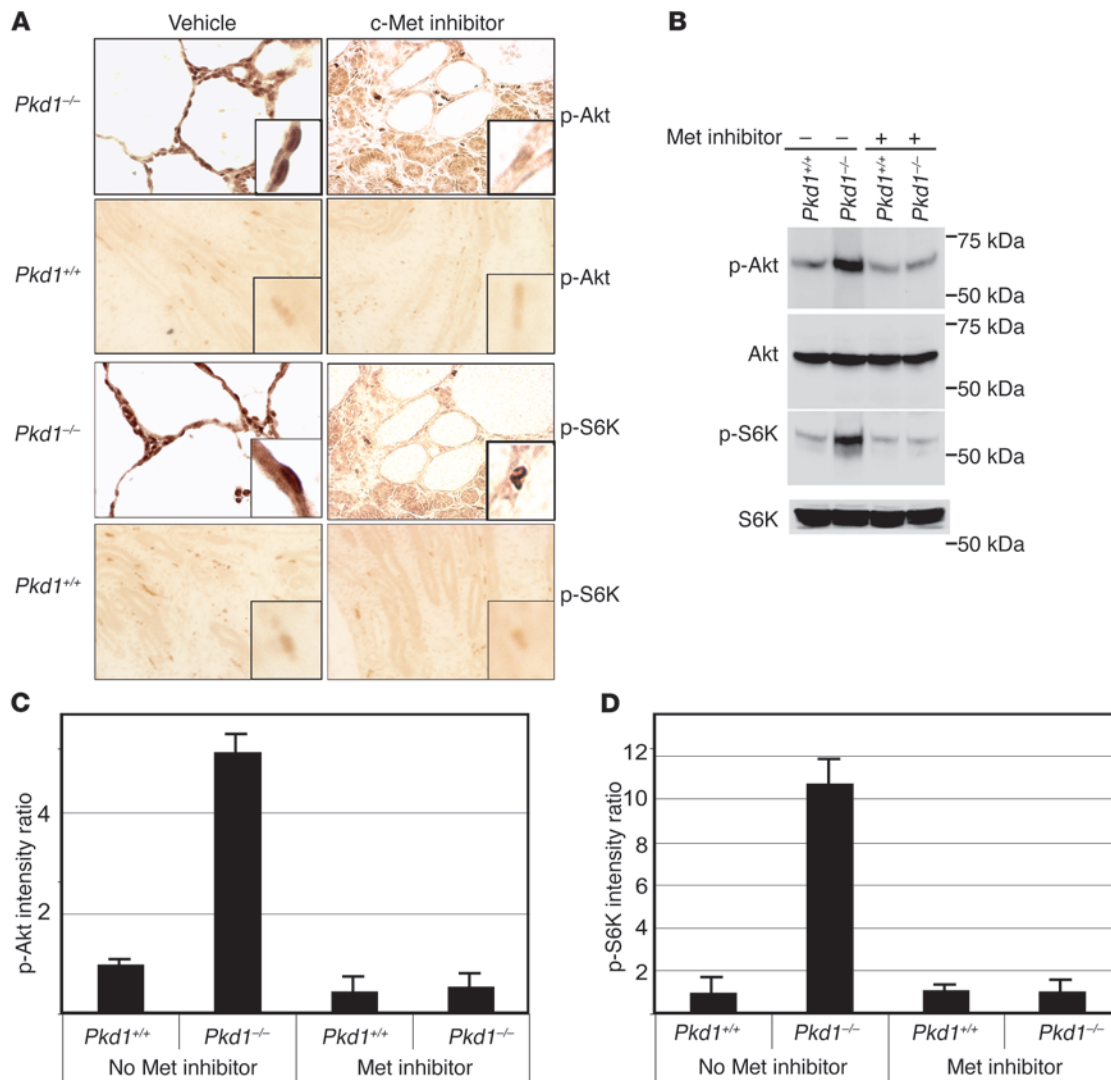 A
Vehicle
c-Met inhibitor
Pkd1–/–
p-Akt
Pkd1+/+
p-Akt
Pkd1–/–
p-S6K
Pkd1+/+
p-S6K
B
Met inhibitor – – + +
Pkd1+/+ Pkd1–/– Pkd1+/+ Pkd1–/–
p-Akt
75 kDa
50 kDa
Akt
75 kDa
50 kDa
p-S6K
50 kDa
S6K
50 kDa
C
p-Akt intensity ratio
4
2
Pkd1+/+ Pkd1–/– Pkd1+/+ Pkd1–/–
No Met inhibitor Met inhibitor
D
p-S6K intensity ratio
12
10
8
6
4
2
Pkd1+/+ Pkd1–/– Pkd1+/+ Pkd1–/–
No Met inhibitor Met inhibitor